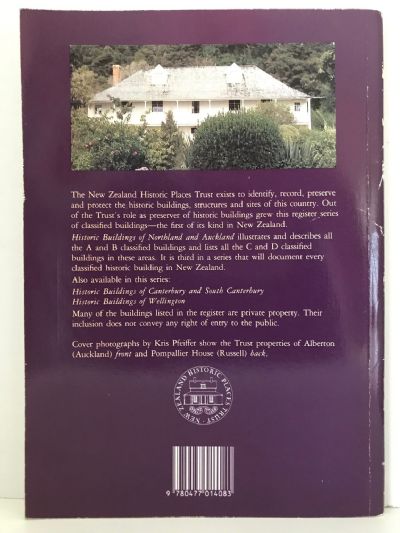 The New Zealand Historic Places Trust exists to identify, record, preserve
and protect the historic buildings, structures and sites of this country. Out
of the Trust's role as preserver of historic buildings grew this register series
of classified buildings—the first of its kind in New Zealand.
Historic Buildings of Northland and Auckland illustrates and describes all
the A and B classified buildings and lists all the C and D classified
buildings in these areas. It is third in a series that will document every
classified historic building in New Zealand.
Also available in this series:
Historic Buildings of Canterbury and South Canterbury
Historic Buildings of Wellington
Many of the buildings listed in the register are private property. Their
inclusion does not convey any right of entry to the public.
Cover photographs by Kris Pfeiffer show the Trust properties of Alberton
(Auckland) front and Pompallier House (Russell) back.
NEW ZEALAND HISTORIC PLACES TRUST
9 780477 014083